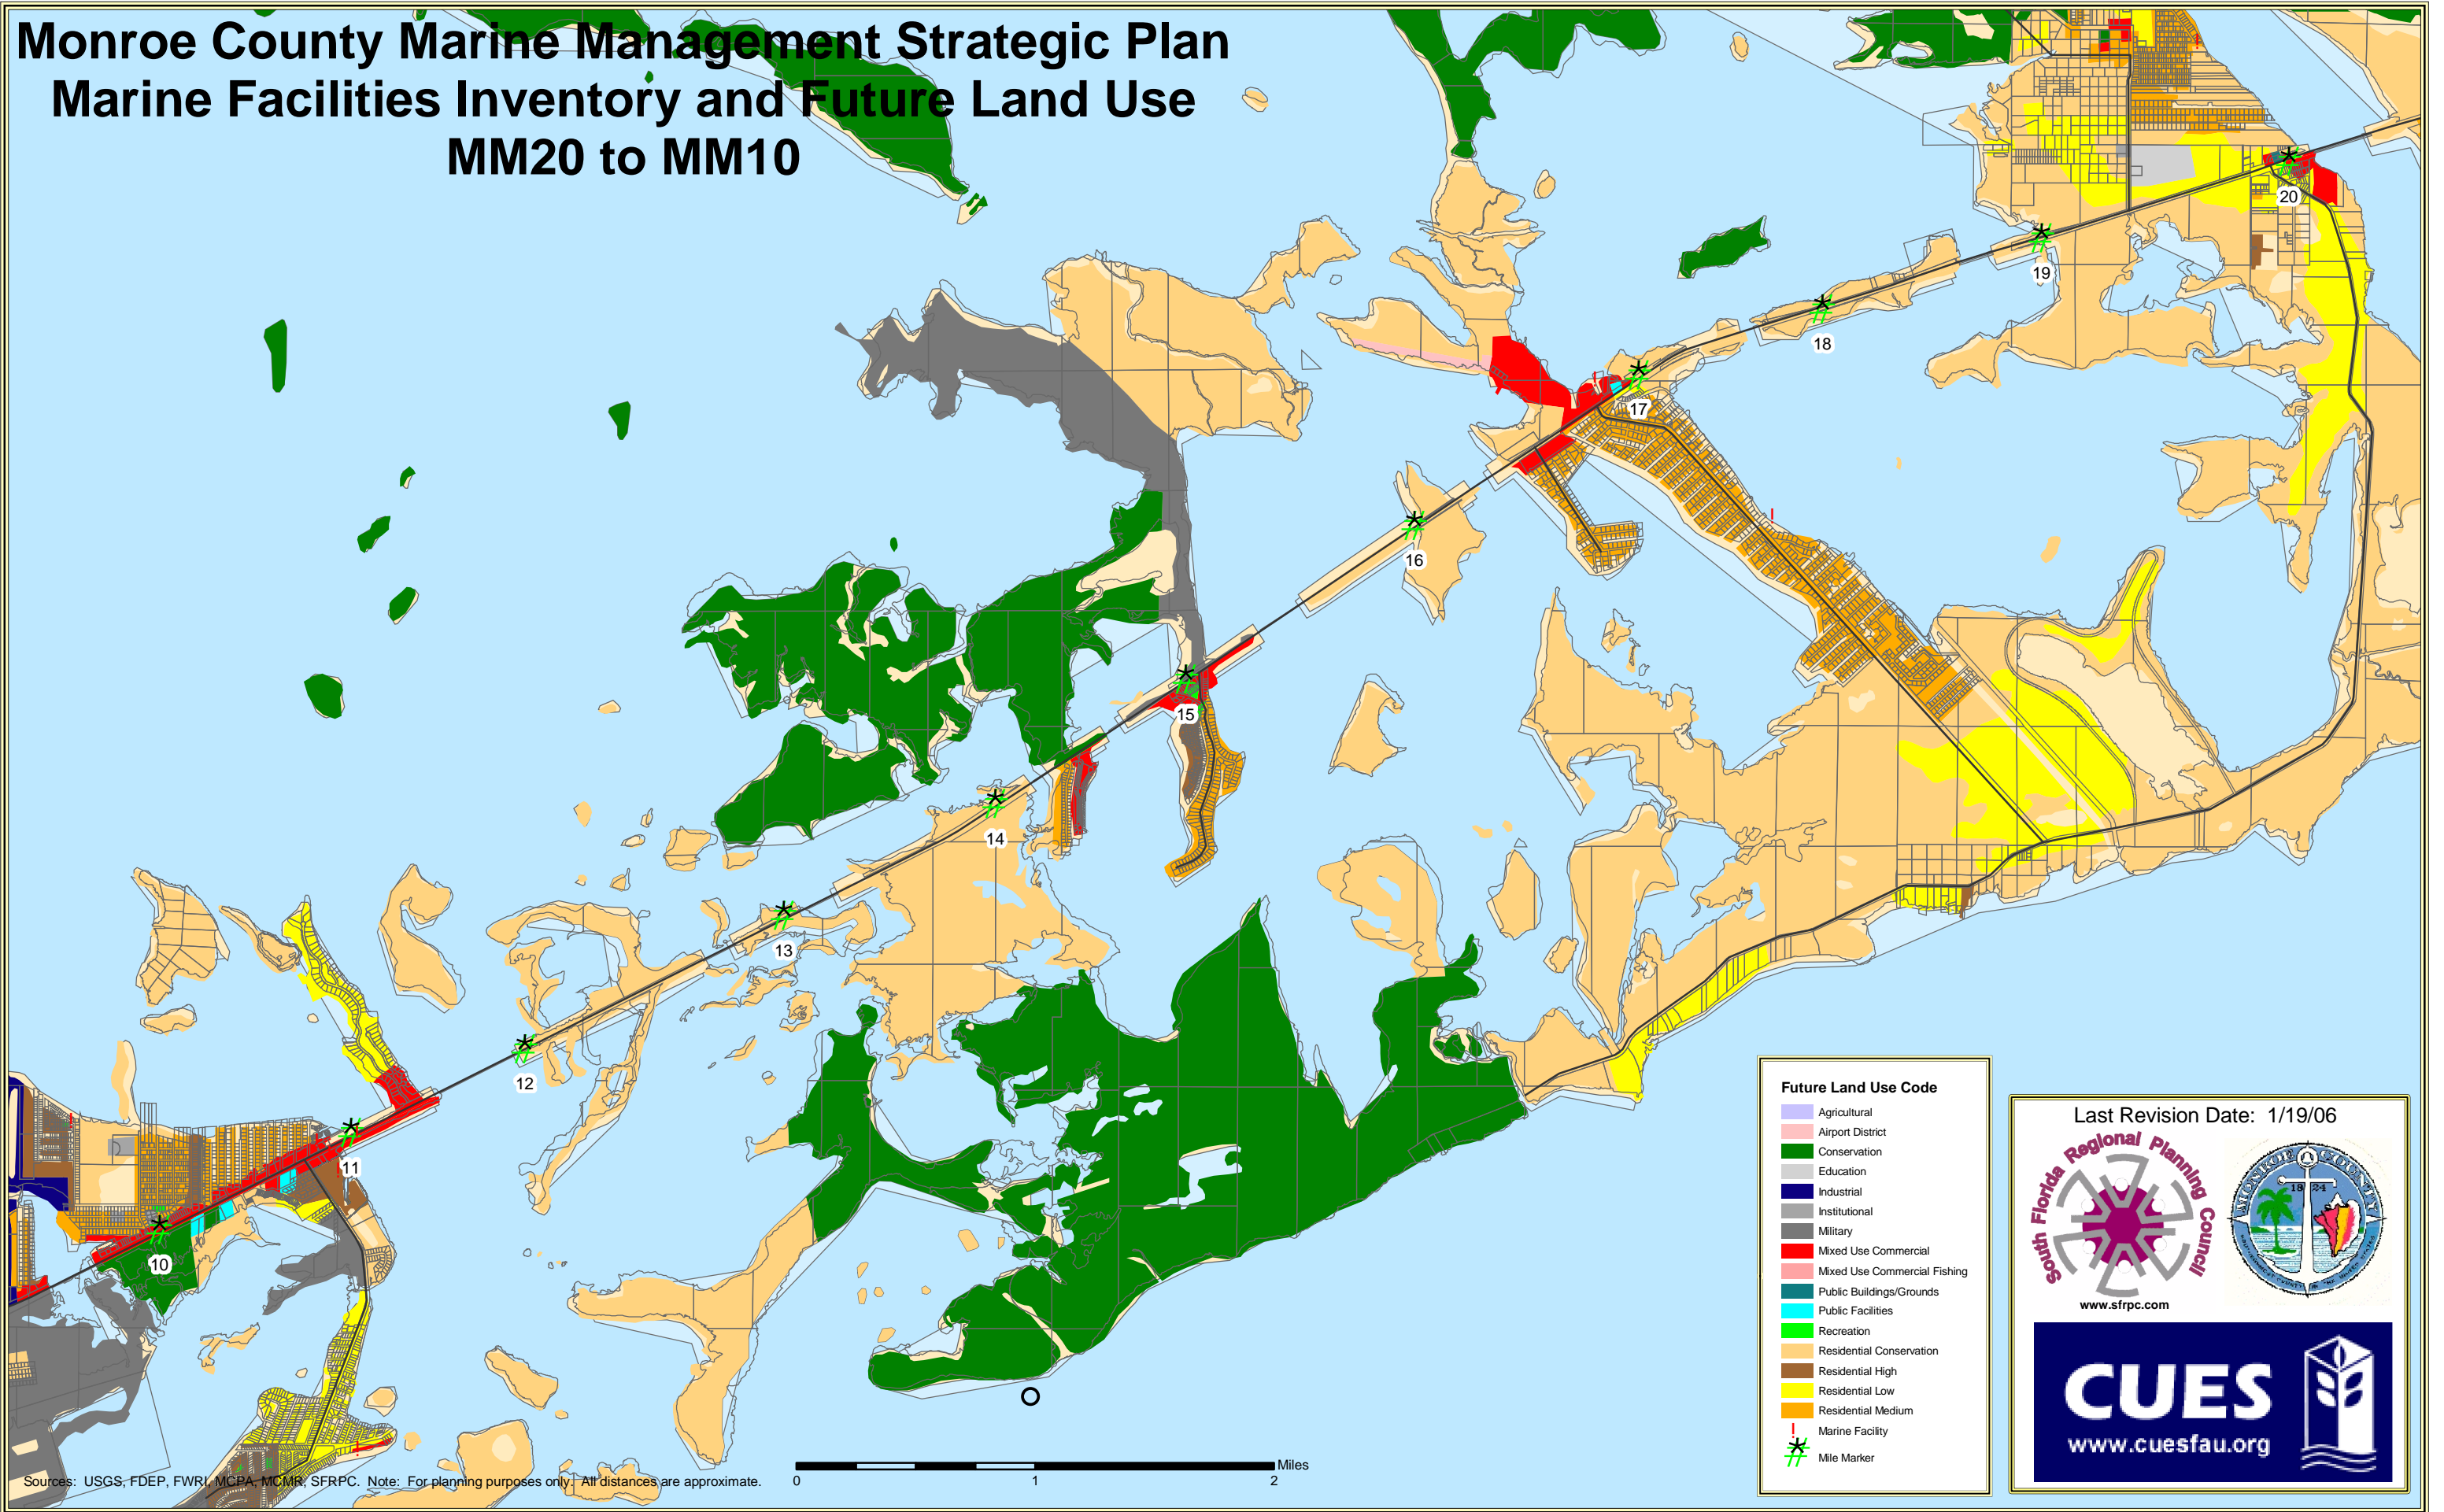 Monroe County Marine Management Strategic Plan
Marine Facilities Inventory and Future Land Use
MM20 to MM10
20
19
18
17
16
15
14
13
12
11
10
Future Land Use Code
Agricultural
Airport District
Conservation
Education
Industrial
Institutional
Military
Mixed Use Commercial
Mixed Use Commercial Fishing
Public Buildings/Grounds
Public Facilities
Recreation
Residential Conservation
Residential High
Residential Low
Residential Medium
Marine Facility
Mile Marker
Last Revision Date: 1/19/06
South Florida Regional Planning Council
www.sfrpc.com
MONROE COUNTY
1824
CUES
www.cuesfau.org
Sources: USGS, FDEP, FWRI, MCPA, MCMR, SFRPC. Note: For planning purposes only. All distances are approximate.
0 1 2 Miles